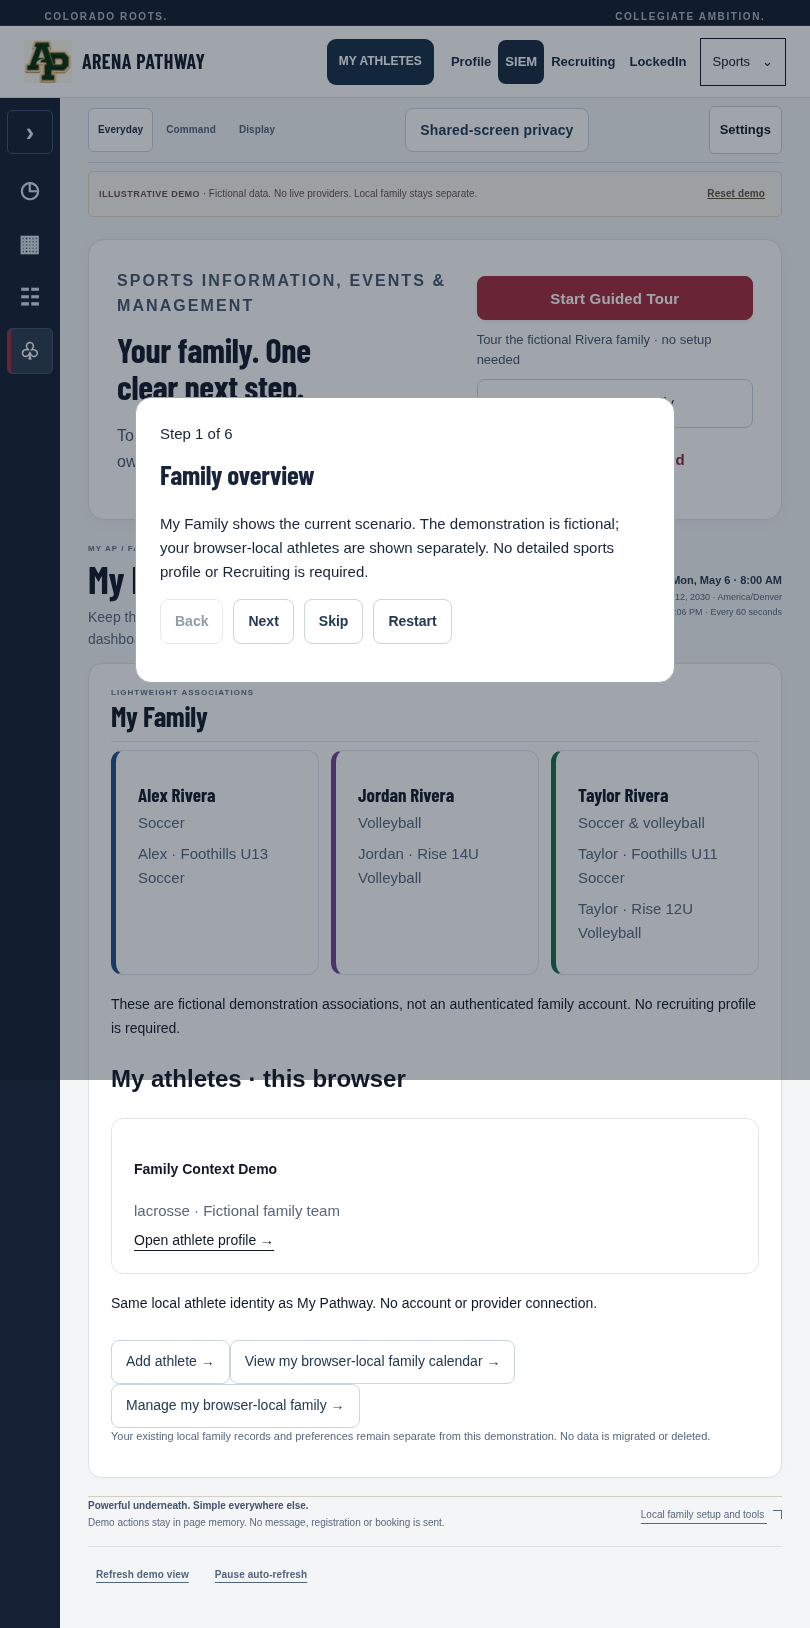 COLORADO ROOTS.
COLLEGIATE AMBITION.
AP
ARENA PATHWAY
MY ATHLETES
Profile
SIEM
Recruiting
LockedIn
Sports
Everyday
Command
Display
Shared-screen privacy
Settings
ILLUSTRATIVE DEMO · Fictional data. No live providers. Local family stays separate.
Reset demo
SPORTS INFORMATION, EVENTS &
MANAGEMENT
Your family. One
clear next step.
Start Guided Tour
Tour the fictional Rivera family · no setup
needed
Step 1 of 6
Family overview
My Family shows the current scenario. The demonstration is fictional;
your browser-local athletes are shown separately. No detailed sports
profile or Recruiting is required.
Back
Next
Skip
Restart
MY AP /
My
Mon, May 6 · 8:00 AM
Keep
12, 2030 · America/Denver
:06 PM · Every 60 seconds
LIGHTWEIGHT ASSOCIATIONS
My Family
Alex Rivera
Soccer
Alex · Foothills U13
Soccer
Jordan Rivera
Volleyball
Jordan · Rise 14U
Volleyball
Taylor Rivera
Soccer & volleyball
Taylor · Foothills U11
Soccer
Taylor · Rise 12U
Volleyball
These are fictional demonstration associations, not an authenticated family account. No recruiting profile
is required.
My athletes · this browser
Family Context Demo
lacrosse · Fictional family team
Open athlete profile →
Same local athlete identity as My Pathway. No account or provider connection.
Add athlete →
View my browser-local family calendar →
Manage my browser-local family →
Your existing local family records and preferences remain separate from this demonstration. No data is migrated or deleted.
Powerful underneath. Simple everywhere else.
Demo actions stay in page memory. No message, registration or booking is sent.
Local family setup and tools
Refresh demo view
Pause auto-refresh